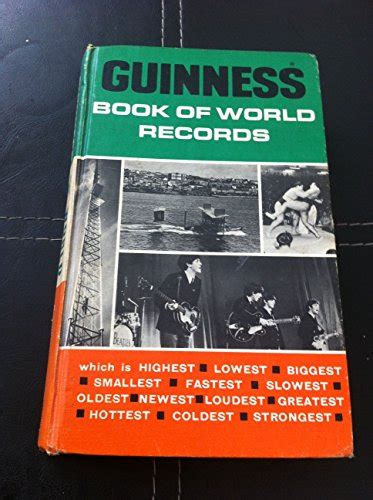 GUINNESS
BOOK OF WORLD
RECORDS
BEATLES
which is HIGHEST ■ LOWEST ■ BIGGEST
■ SMALLEST ■ FASTEST ■ SLOWEST ■
OLDEST ■ NEWEST ■ LOUDEST ■ GREATEST
■ HOTTEST ■ COLDEST ■ STRONGEST ■